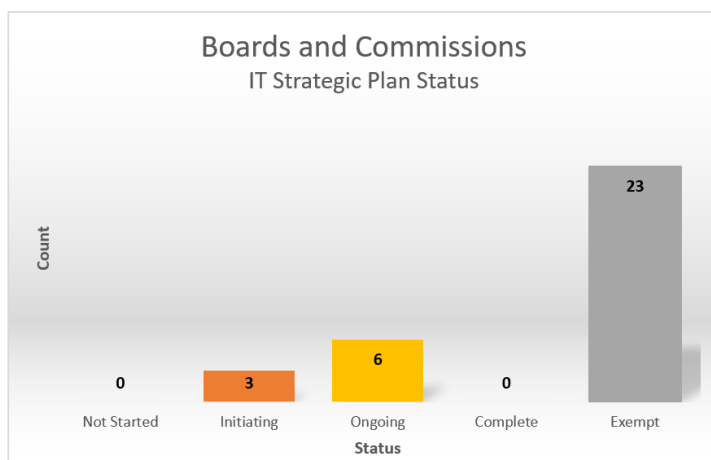 Boards and Commissions
IT Strategic Plan Status
23
6
3
0
0
Count
Not Started
Initiating
Ongoing
Complete
Exempt
Status